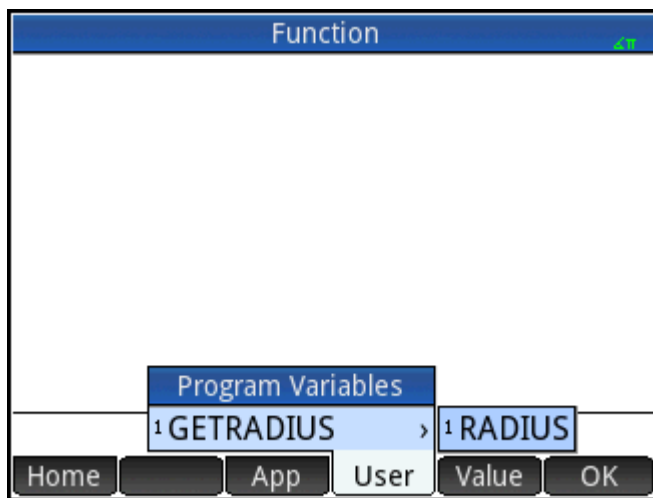 Function
∡π
Program Variables
1 GETRADIUS › 1 RADIUS
Home App User Value OK